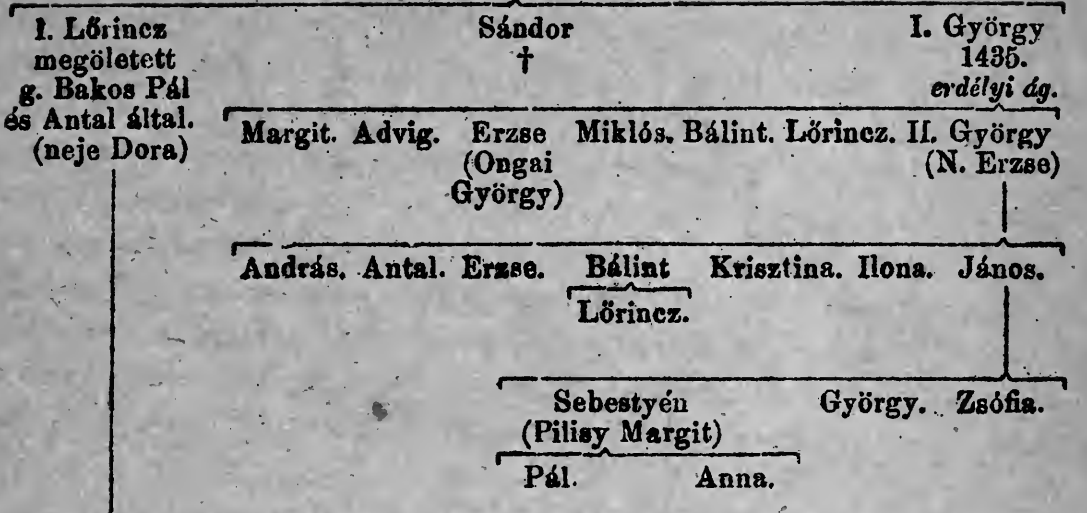 I. Lőrincz
megöletett
g. Bakos Pál
és Antal által.
(neje Dora)
Sándor
†
I. György
1435.
erdélyi ág.
Margit. Advig. Erzse Miklós. Bálint. Lőrincz. II. György
(Ongai
György)
(N. Erzse)
András. Antal. Erzse. Bálint Krisztina. Ilona. János.
Lőrincz.
Sebestyén György. Zsófia.
(Pilisy Margit)
Pál. Anna.